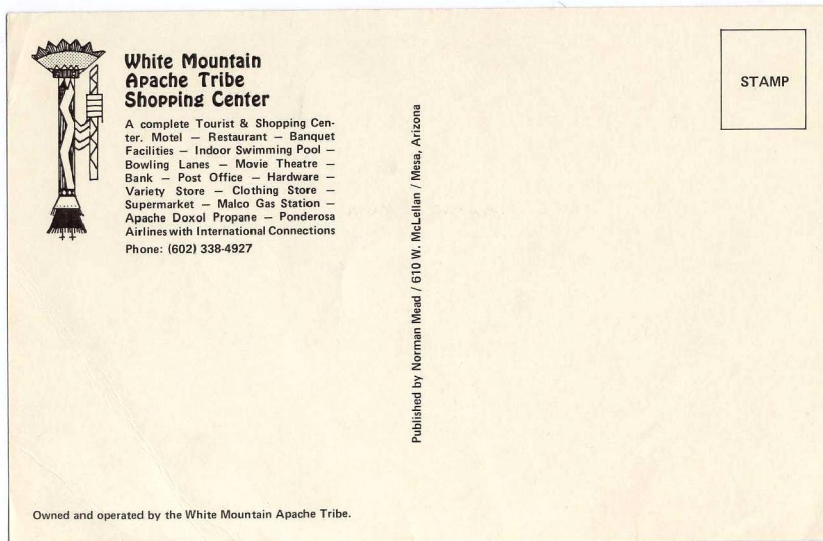 White Mountain
Apache Tribe
Shopping Center
A complete Tourist & Shopping Cen-
ter. Motel — Restaurant — Banquet
Facilities — Indoor Swimming Pool —
Bowling Lanes — Movie Theatre —
Bank — Post Office — Hardware —
Variety Store — Clothing Store —
Supermarket — Malco Gas Station —
Apache Doxol Propane — Ponderosa
Airlines with International Connections
Phone: (602) 338-4927
Owned and operated by the White Mountain Apache Tribe.
Published by Norman Mead / 610 W. McLellan / Mesa, Arizona
STAMP